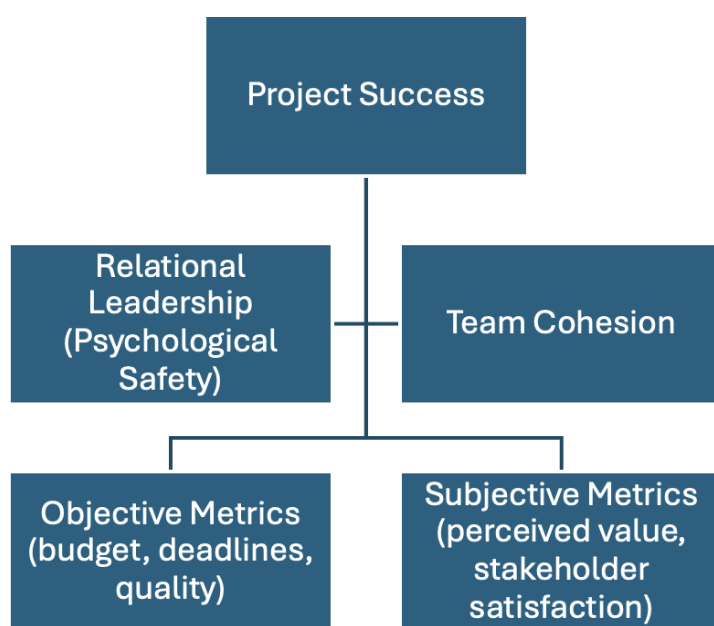 Project Success
Relational
Leadership
(Psychological
Safety)
Team Cohesion
Objective Metrics
(budget, deadlines,
quality)
Subjective Metrics
(perceived value,
stakeholder
satisfaction)